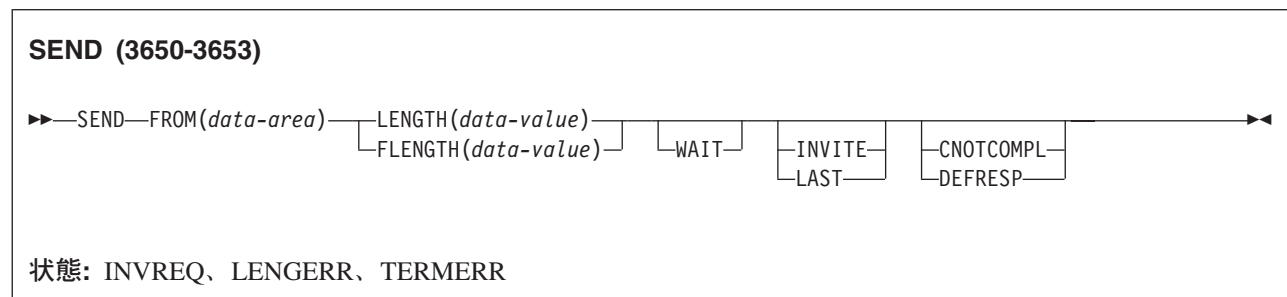 SEND (3650-3653)
SEND FROM(data-area) LENGTH(data-value)
FLENGTH(data-value) WAIT INVITE CNOTCOMPL
LAST DEFRESP
状態: INVREQ、LENGERR、TERMERR